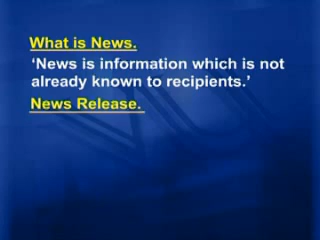 What is News.
‘News is information which is not
already known to recipients.’
News Release.